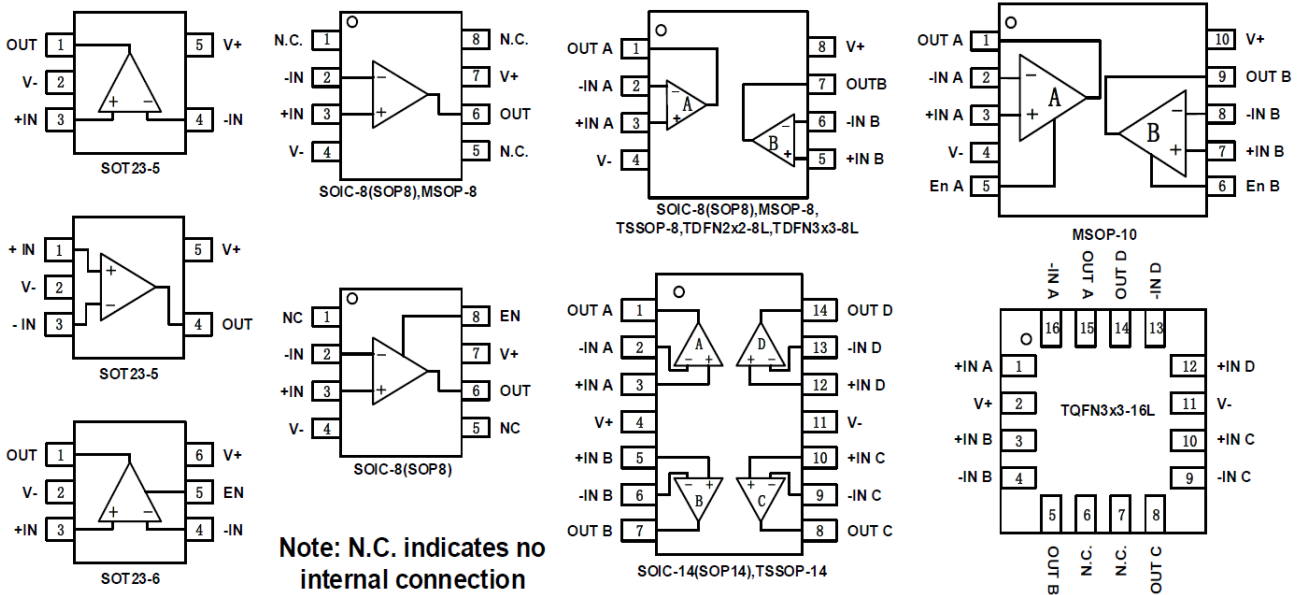 OUT 1 5 V+
V- 2
+IN 3 + − 4 -IN
SOT23-5
+ IN 1 + 5 V+
V- 2
- IN 3 − 4 OUT
SOT23-5
OUT 1 6 V+
V- 2 5 EN
+IN 3 + − 4 -IN
SOT23-6
N.C. 1 8 N.C.
-IN 2 − 7 V+
+IN 3 + 6 OUT
V- 4 5 N.C.
SOIC-8(SOP8),MSOP-8
NC 1 8 EN
-IN 2 − 7 V+
+IN 3 + 6 OUT
V- 4 5 NC
SOIC-8(SOP8)
Note: N.C. indicates no
internal connection
OUT A 1 8 V+
-IN A 2 − A 7 OUTB
+IN A 3 + B − 6 -IN B
V- 4 + 5 +IN B
SOIC-8(SOP8),MSOP-8,
TSSOP-8,TDFN2x2-8L,TDFN3x3-8L
OUT A 1 14 OUT D
A D
-IN A 2 − + + − 13 -IN D
+IN A 3 12 +IN D
V+ 4 11 V-
+IN B 5 10 +IN C
-IN B 6 − + + − 9 -IN C
B C
OUT B 7 8 OUT C
SOIC-14(SOP14),TSSOP-14
OUT A 1 10 V+
-IN A 2 − A 9 OUT B
+IN A 3 + − 8 -IN B
V- 4 B + 7 +IN B
En A 5 6 En B
MSOP-10
-IN A OUT A OUT D -IN D
16 15 14 13
+IN A 1 12 +IN D
V+ 2 TQFN3x3-16L 11 V-
+IN B 3 10 +IN C
-IN B 4 9 -IN C
5 6 7 8
OUT B N.C. N.C. OUT C